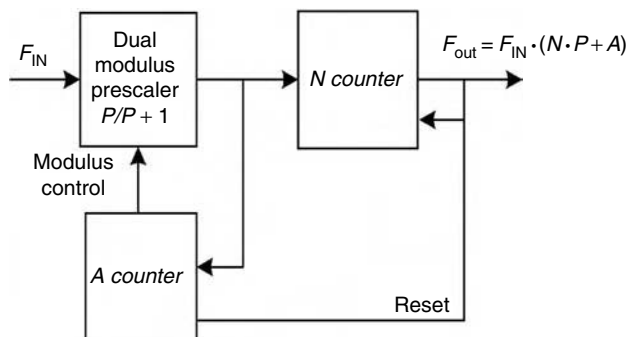 F_IN
Dual
modulus
prescaler
P/P + 1
N counter
F_out = F_IN · (N · P + A)
Modulus
control
A counter
Reset